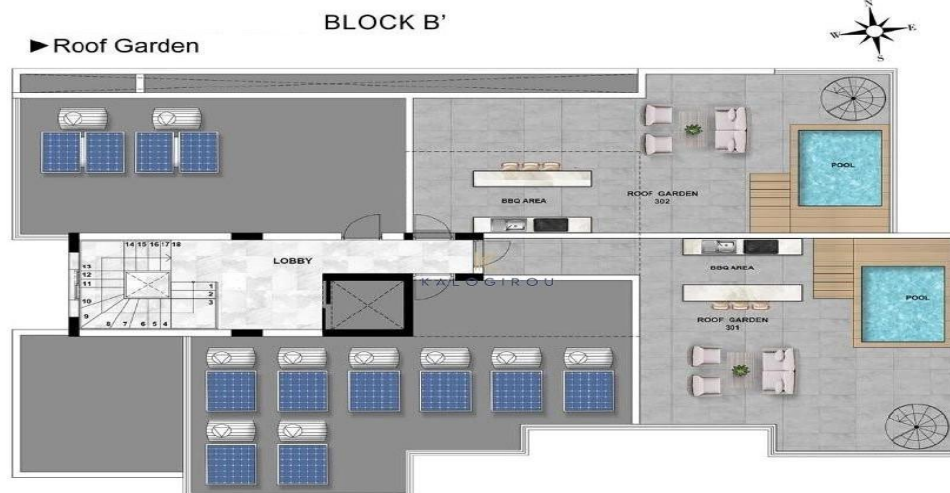 BLOCK B'
► Roof Garden
N
W E
S
POOL
ROOF GARDEN
302
BBQ AREA
14 15 16 17 18
LOBBY
13
12
11
10
9
8 7 6 5 4
1
2
3
KALOGIROU
BBQ AREA
POOL
ROOF GARDEN
301